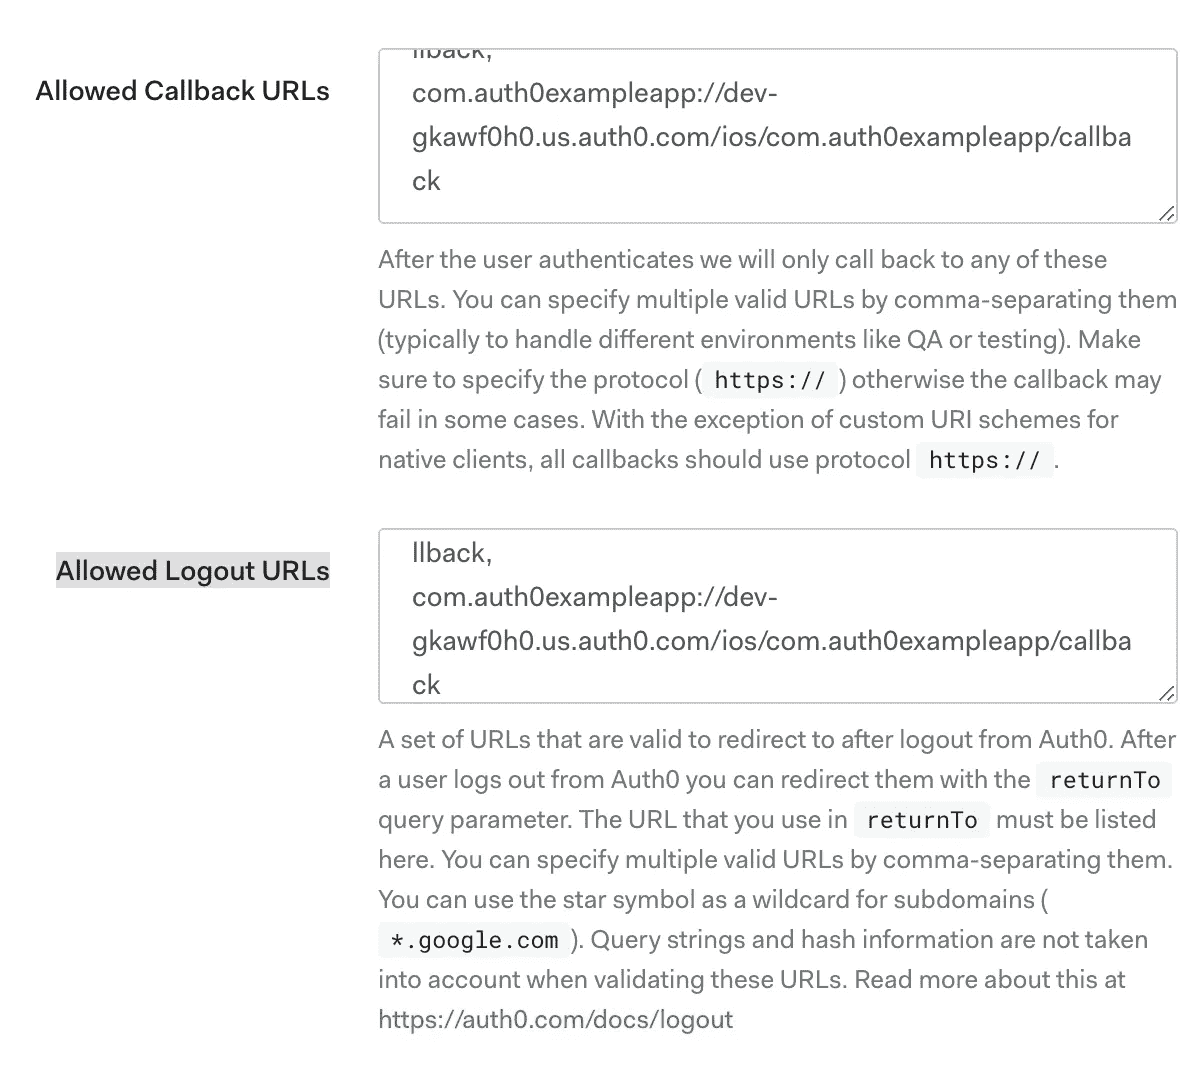 Allowed Callback URLs
llback,
com.auth0exampleapp://dev-
gkawf0h0.us.auth0.com/ios/com.auth0exampleapp/callba
ck
After the user authenticates we will only call back to any of these
URLs. You can specify multiple valid URLs by comma-separating them
(typically to handle different environments like QA or testing). Make
sure to specify the protocol ( https:// ) otherwise the callback may
fail in some cases. With the exception of custom URI schemes for
native clients, all callbacks should use protocol https:// .
Allowed Logout URLs
llback,
com.auth0exampleapp://dev-
gkawf0h0.us.auth0.com/ios/com.auth0exampleapp/callba
ck
A set of URLs that are valid to redirect to after logout from Auth0. After
a user logs out from Auth0 you can redirect them with the returnTo
query parameter. The URL that you use in returnTo must be listed
here. You can specify multiple valid URLs by comma-separating them.
You can use the star symbol as a wildcard for subdomains (
*.google.com ). Query strings and hash information are not taken
into account when validating these URLs. Read more about this at
https://auth0.com/docs/logout